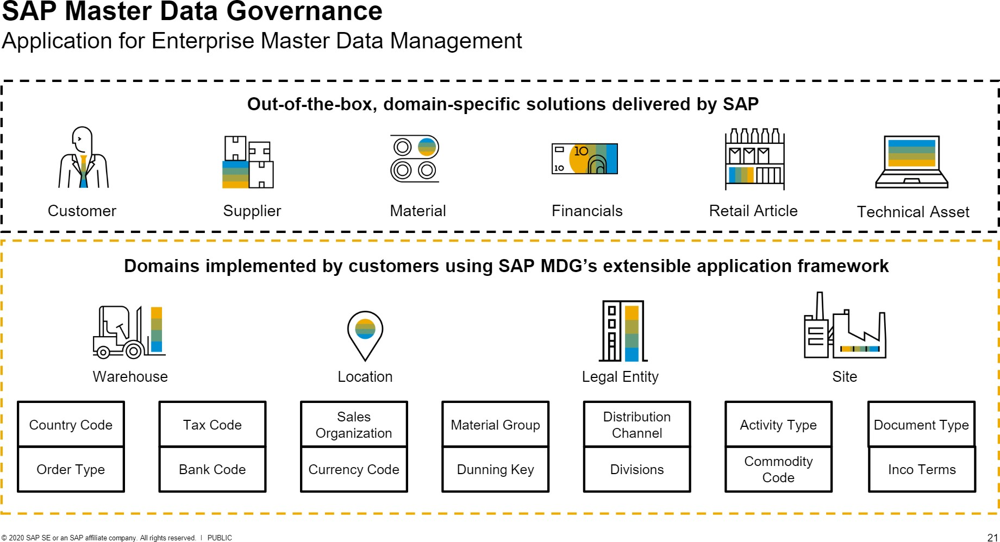 SAP Master Data Governance
Application for Enterprise Master Data Management
Out-of-the-box, domain-specific solutions delivered by SAP
10
10
Customer
Supplier
Material
Financials
Retail Article
Technical Asset
Domains implemented by customers using SAP MDG’s extensible application framework
Warehouse
Location
Legal Entity
Site
Country Code
Tax Code
Sales
Organization
Material Group
Distribution
Channel
Activity Type
Document Type
Order Type
Bank Code
Currency Code
Dunning Key
Divisions
Commodity
Code
Inco Terms
© 2020 SAP SE or an SAP affiliate company. All rights reserved. | PUBLIC
21